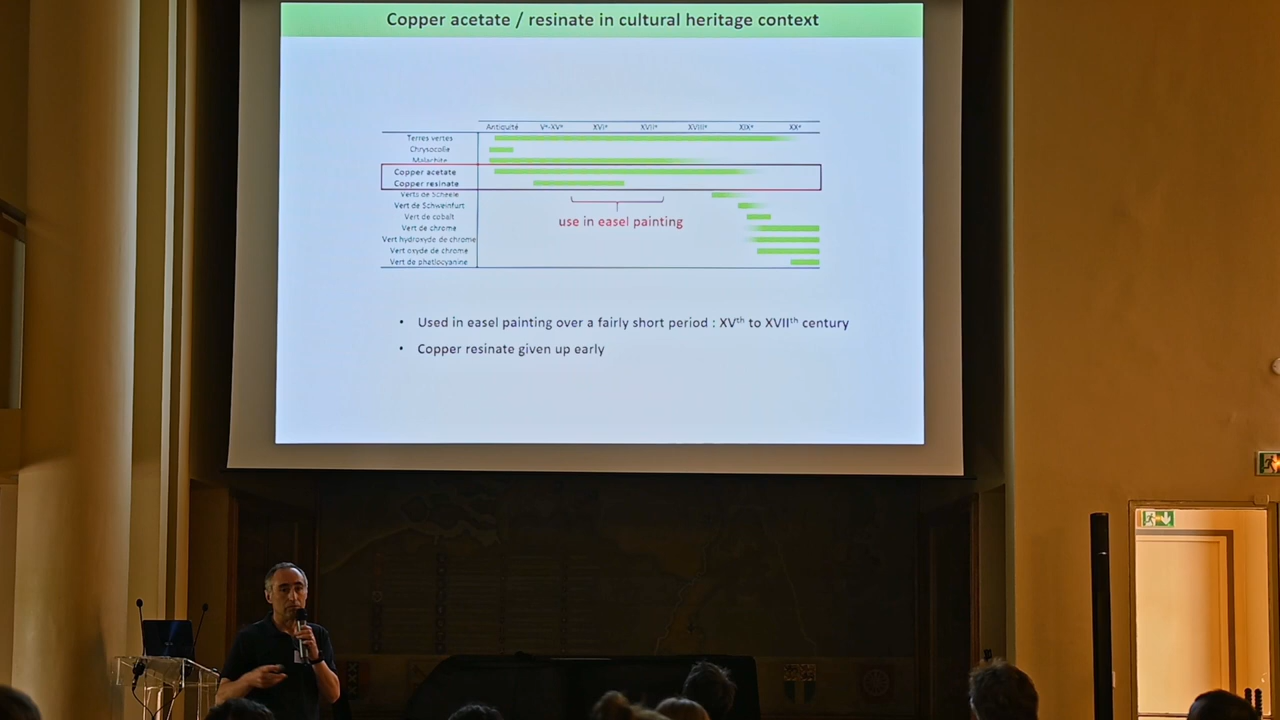 Copper acetate / resinate in cultural heritage context
Antiquité Vᵉ-XVᵉ XVIᵉ XVIIᵉ XVIIIᵉ XIXᵉ XXᵉ
Terres vertes
Chrysocolle
Malachite
Copper acetate
Copper resinate
Verts de Scheele
Vert de Schweinfurt
Vert de cobalt
Vert de chrome
Vert hydroxyde de chrome
Vert oxyde de chrome
Vert de phatlocyanine
use in easel painting
• Used in easel painting over a fairly short period : XVᵗʰ to XVIIᵗʰ century
• Copper resinate given up early